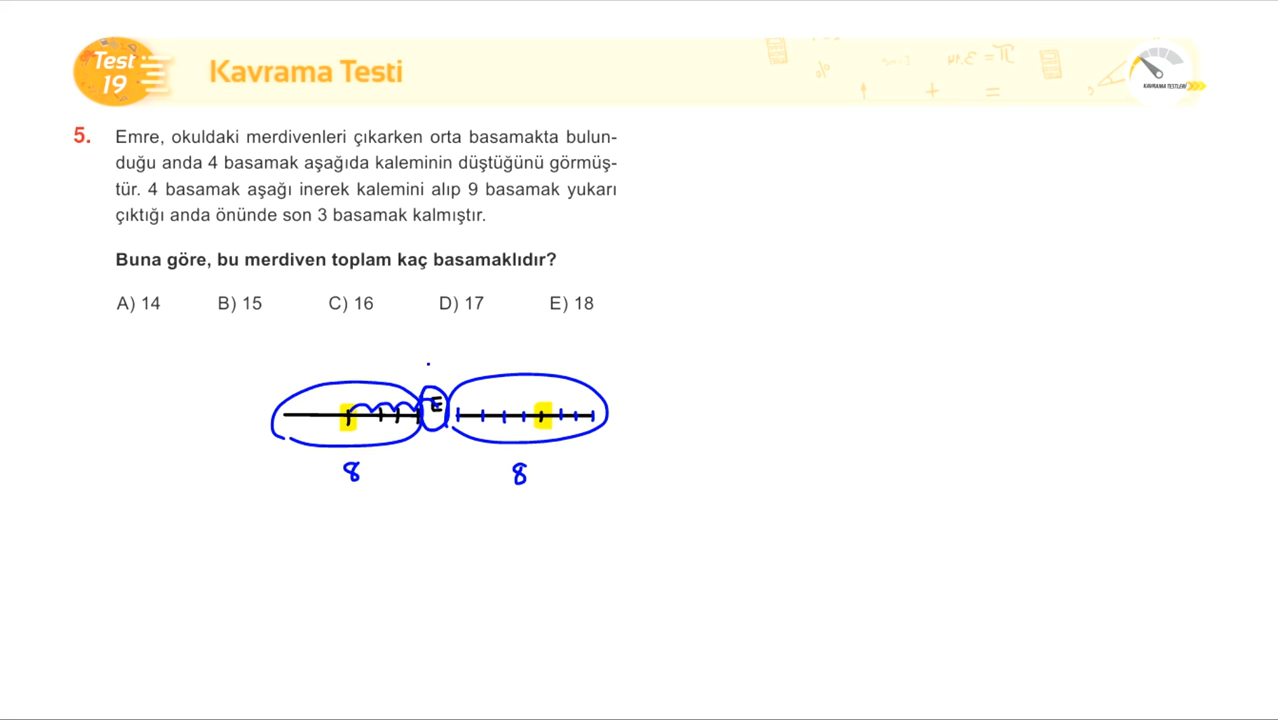 Test
19
Kavrama Testi
KAVRAMA TESTLERİ
5. Emre, okuldaki merdivenleri çıkarken orta basamakta bulun-
duğu anda 4 basamak aşağıda kaleminin düştüğünü görmüş-
tür. 4 basamak aşağı inerek kalemini alıp 9 basamak yukarı
çıktığı anda önünde son 3 basamak kalmıştır.
Buna göre, bu merdiven toplam kaç basamaklıdır?
A) 14 B) 15 C) 16 D) 17 E) 18
E
8 8